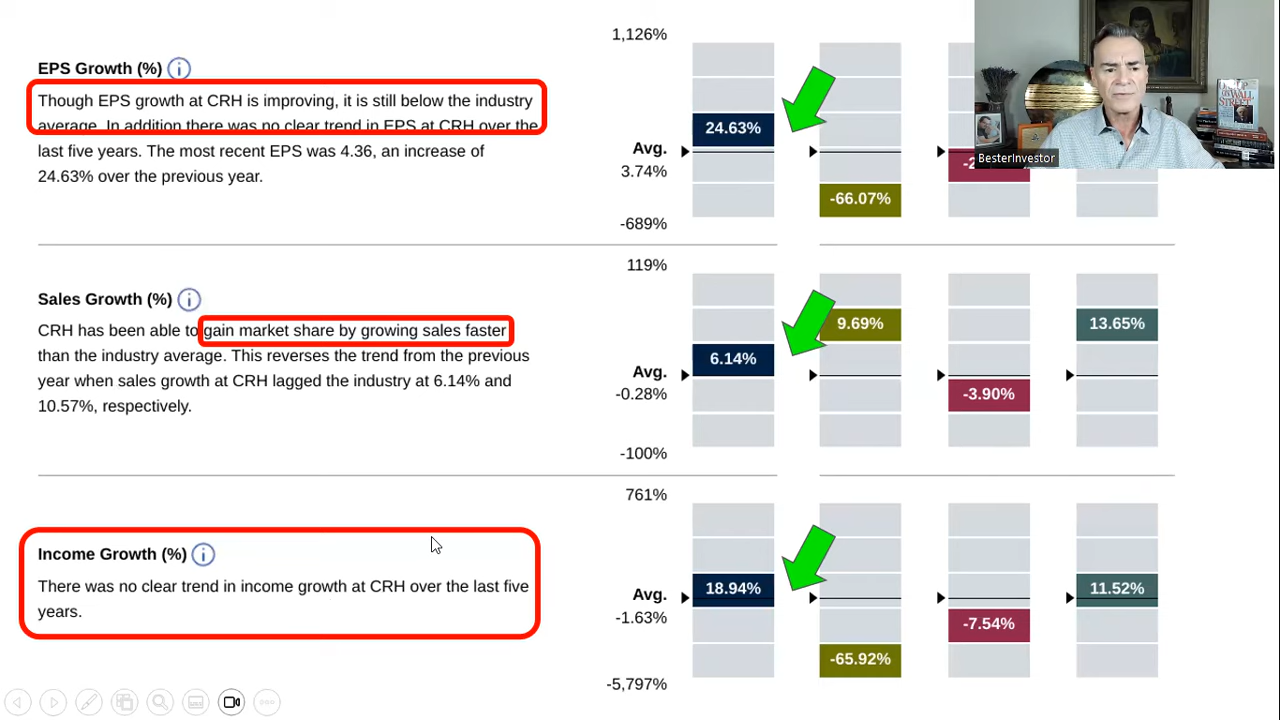 1,126%
EPS Growth (%) i
Though EPS growth at CRH is improving, it is still below the industry
average. In addition there was no clear trend in EPS at CRH over the
last five years. The most recent EPS was 4.36, an increase of
24.63% over the previous year.
24.63%
Avg.
3.74%
-689%
-66.07%
-2
BesterInvestor
UP
WALL
STREET
119%
Sales Growth (%) i
CRH has been able to gain market share by growing sales faster
than the industry average. This reverses the trend from the previous
year when sales growth at CRH lagged the industry at 6.14% and
10.57%, respectively.
6.14%
9.69%
13.65%
Avg.
-0.28%
-3.90%
-100%
761%
Income Growth (%) i
There was no clear trend in income growth at CRH over the last five
years.
18.94%
11.52%
Avg.
-1.63%
-7.54%
-65.92%
-5,797%